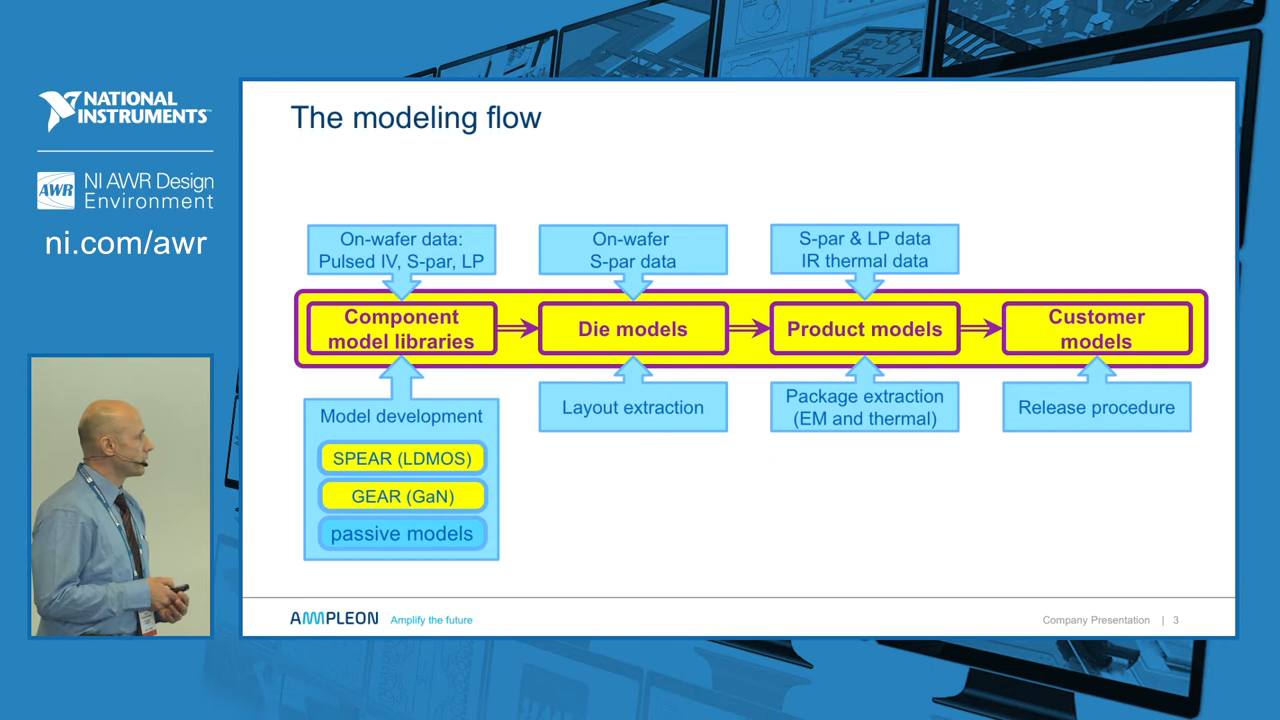 NATIONAL
INSTRUMENTS™
AWR
NI AWR Design
Environment
ni.com/awr
The modeling flow
On-wafer data:
Pulsed IV, S-par, LP
On-wafer
S-par data
S-par & LP data
IR thermal data
Component
model libraries
Die models
Product models
Customer
models
Model development
SPEAR (LDMOS)
GEAR (GaN)
passive models
Layout extraction
Package extraction
(EM and thermal)
Release procedure
AMPLEON
Amplify the future
Company Presentation | 3